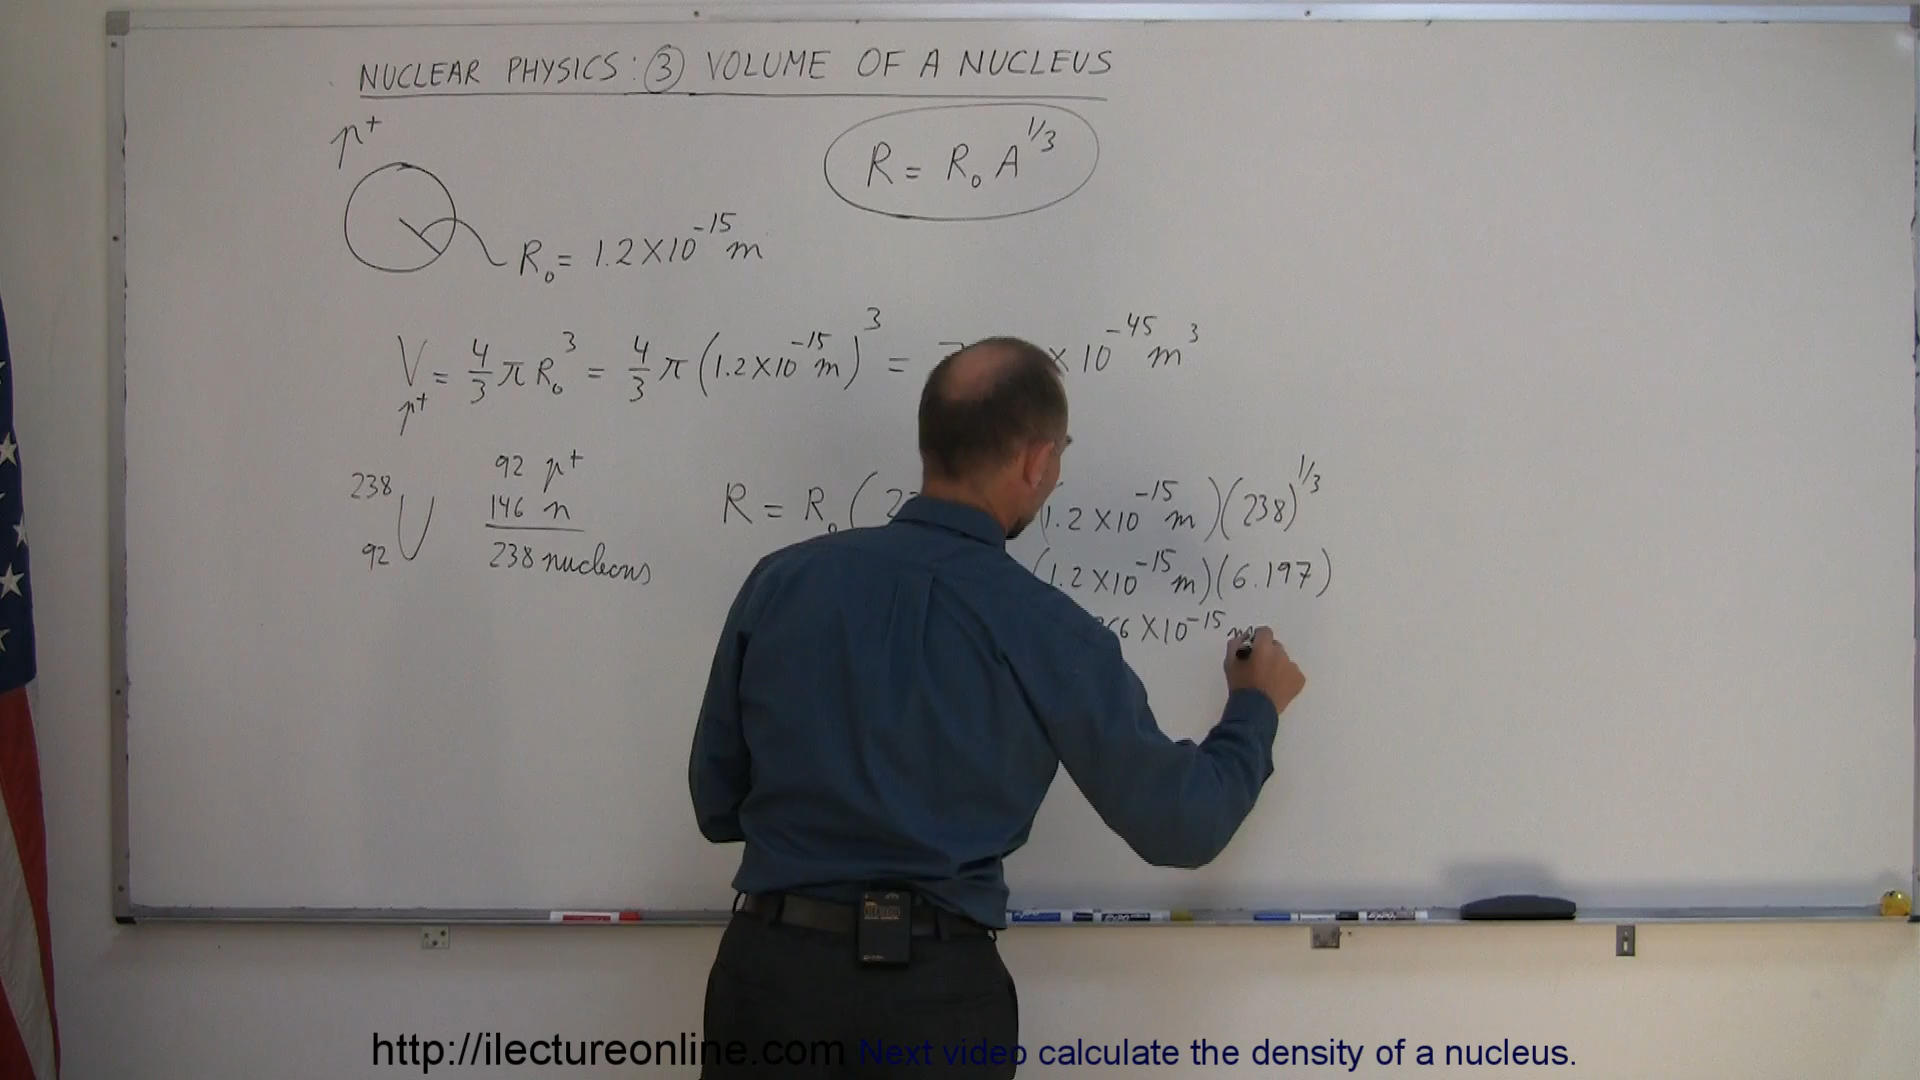 NUCLEAR PHYSICS: ③ VOLUME OF A NUCLEUS
p⁺
R = R₀ A^1/3
R₀ = 1.2 X 10⁻¹⁵ m
V p⁺ = 4/3 π R₀³ = 4/3 π (1.2 X 10⁻¹⁵ m)³ = X 10⁻⁴⁵ m³
238 92 U
92 p⁺
146 n
238 nucleons
R = R₀ ( (1.2 X 10⁻¹⁵ m)(238)^1/3
(1.2 X 10⁻¹⁵ m)(6.197)
X 10⁻¹⁵ m
http://ilectureonline.com Next video calculate the density of a nucleus.